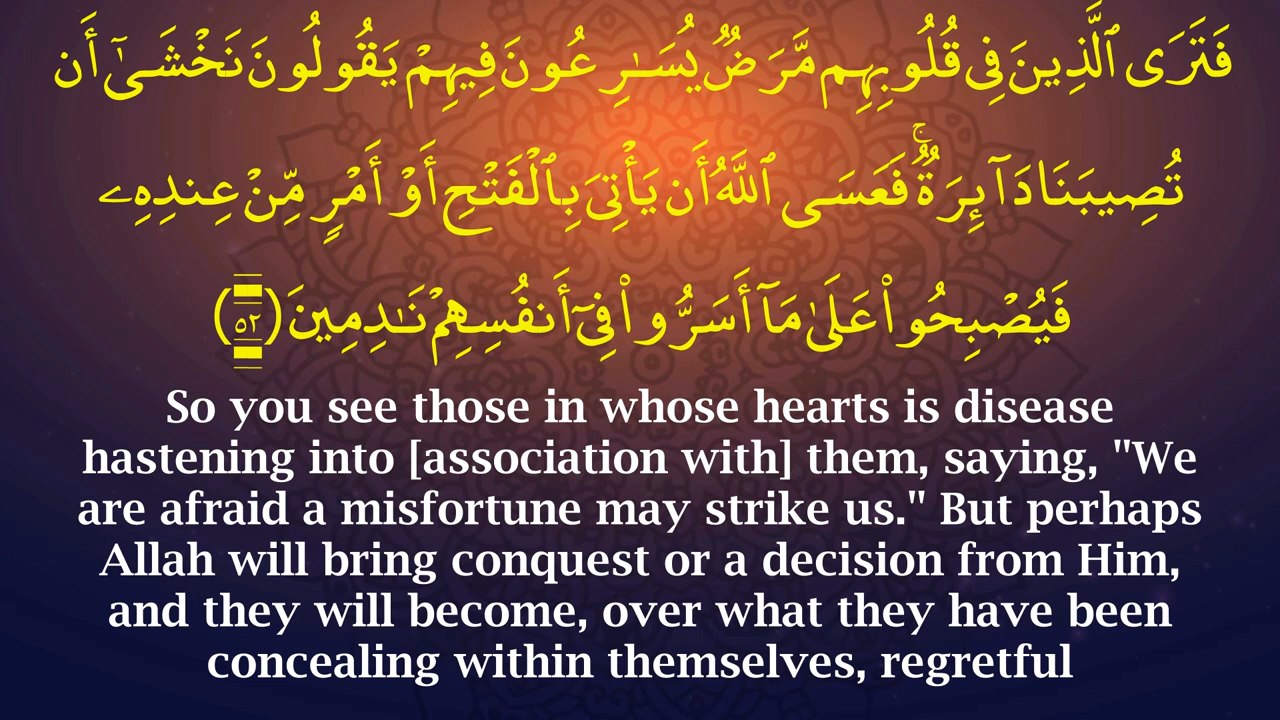 فَتَرَى ٱلَّذِينَ فِى قُلُوبِهِم مَّرَضٌ يُسَـٰرِعُونَ فِيهِمْ يَقُولُونَ نَخْشَىٰٓ أَن
تُصِيبَنَا دَآئِرَةٌ ۚ فَعَسَى ٱللَّهُ أَن يَأْتِىَ بِٱلْفَتْحِ أَوْ أَمْرٍ مِّنْ عِندِهِۦ
فَيُصْبِحُوا۟ عَلَىٰ مَآ أَسَرُّوا۟ فِىٓ أَنفُسِهِمْ نَـٰدِمِينَ (٥٢)
So you see those in whose hearts is disease
hastening into [association with] them, saying, "We
are afraid a misfortune may strike us." But perhaps
Allah will bring conquest or a decision from Him,
and they will become, over what they have been
concealing within themselves, regretful